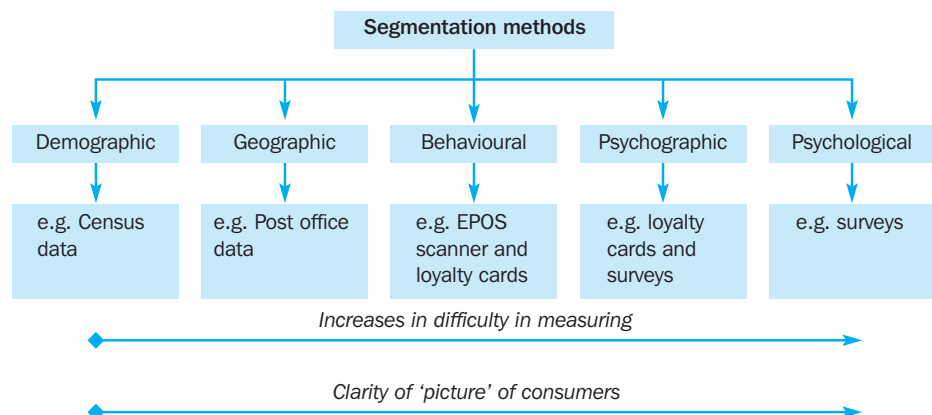 Segmentation methods
Demographic
Geographic
Behavioural
Psychographic
Psychological
e.g. Census
data
e.g. Post office
data
e.g. EPOS
scanner and
loyalty cards
e.g. loyalty
cards and
surveys
e.g. surveys
Increases in difficulty in measuring
Clarity of ‘picture’ of consumers